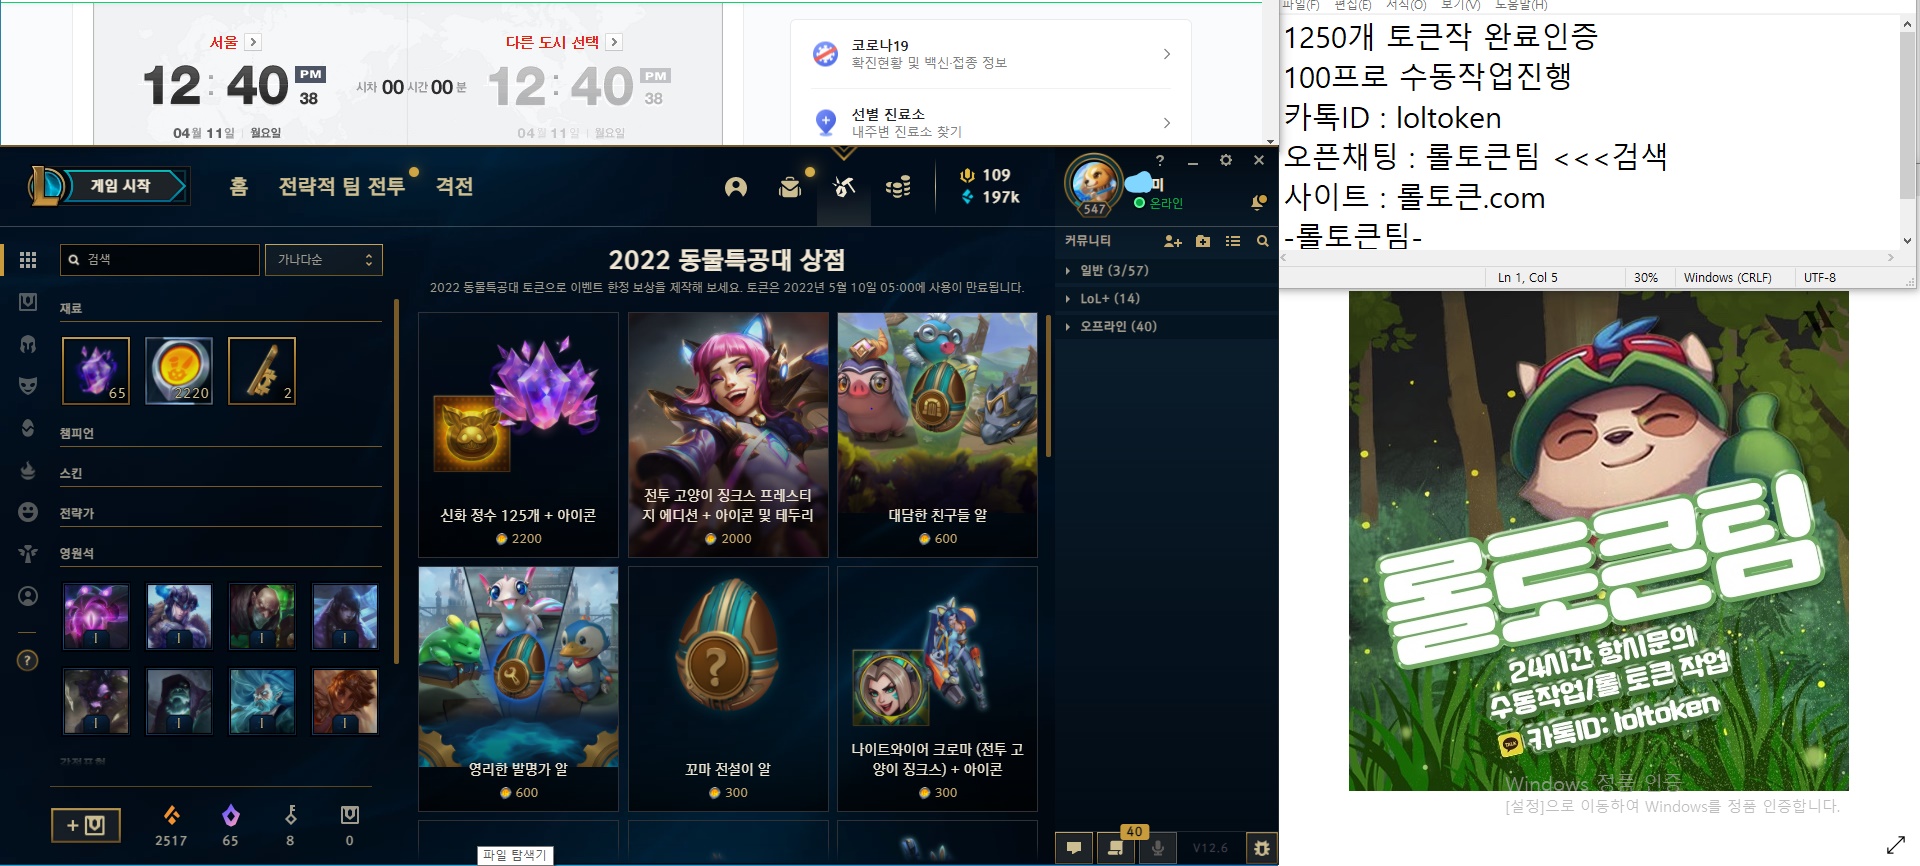 서울
다른 도시 선택
12:40 PM 38
시차 00 시간 00 분
12:40 PM 38
04월 11일 월요일
04월 11일 월요일
코로나19
확진현황 및 백신·접종 정보
선별 진료소
내주변 진료소 찾기
파일(F) 편집(E) 서식(O) 보기(V) 도움말(H)
1250개 토큰작 완료인증
100프로 수동작업진행
카톡ID : loltoken
오픈채팅 : 롤토큰팀 <<<검색
사이트 : 롤토큰.com
-롤토큰팀-
Ln 1, Col 5 30% Windows (CRLF) UTF-8
게임 시작
홈 전략적 팀 전투 격전
109
197k
?
미
547
온라인
검색
가나다순
재료
65
2220
2
챔피언
스킨
전략가
영원석
I I I I
I I I I
감정표현
?
2517 65 8 0
2022 동물특공대 상점
2022 동물특공대 토큰으로 이벤트 한정 보상을 제작해 보세요. 토큰은 2022년 5월 10일 05:00에 사용이 만료됩니다.
신화 정수 125개 + 아이콘
2200
전투 고양이 징크스 프레스티
지 에디션 + 아이콘 및 테두리
2000
대담한 친구들 알
600
영리한 발명가 알
600
꼬마 전설이 알
300
나이트와이어 크로마 (전투 고
양이 징크스) + 아이콘
300
파일 탐색기
커뮤니티
일반 (3/57)
LoL+ (14)
오프라인 (40)
40
V12.6
롤토큰팀
24시간 항시문의
수동작업/롤 토큰 작업
TALK 카톡ID: loltoken
Windows 정품 인증
[설정]으로 이동하여 Windows를 정품 인증합니다.